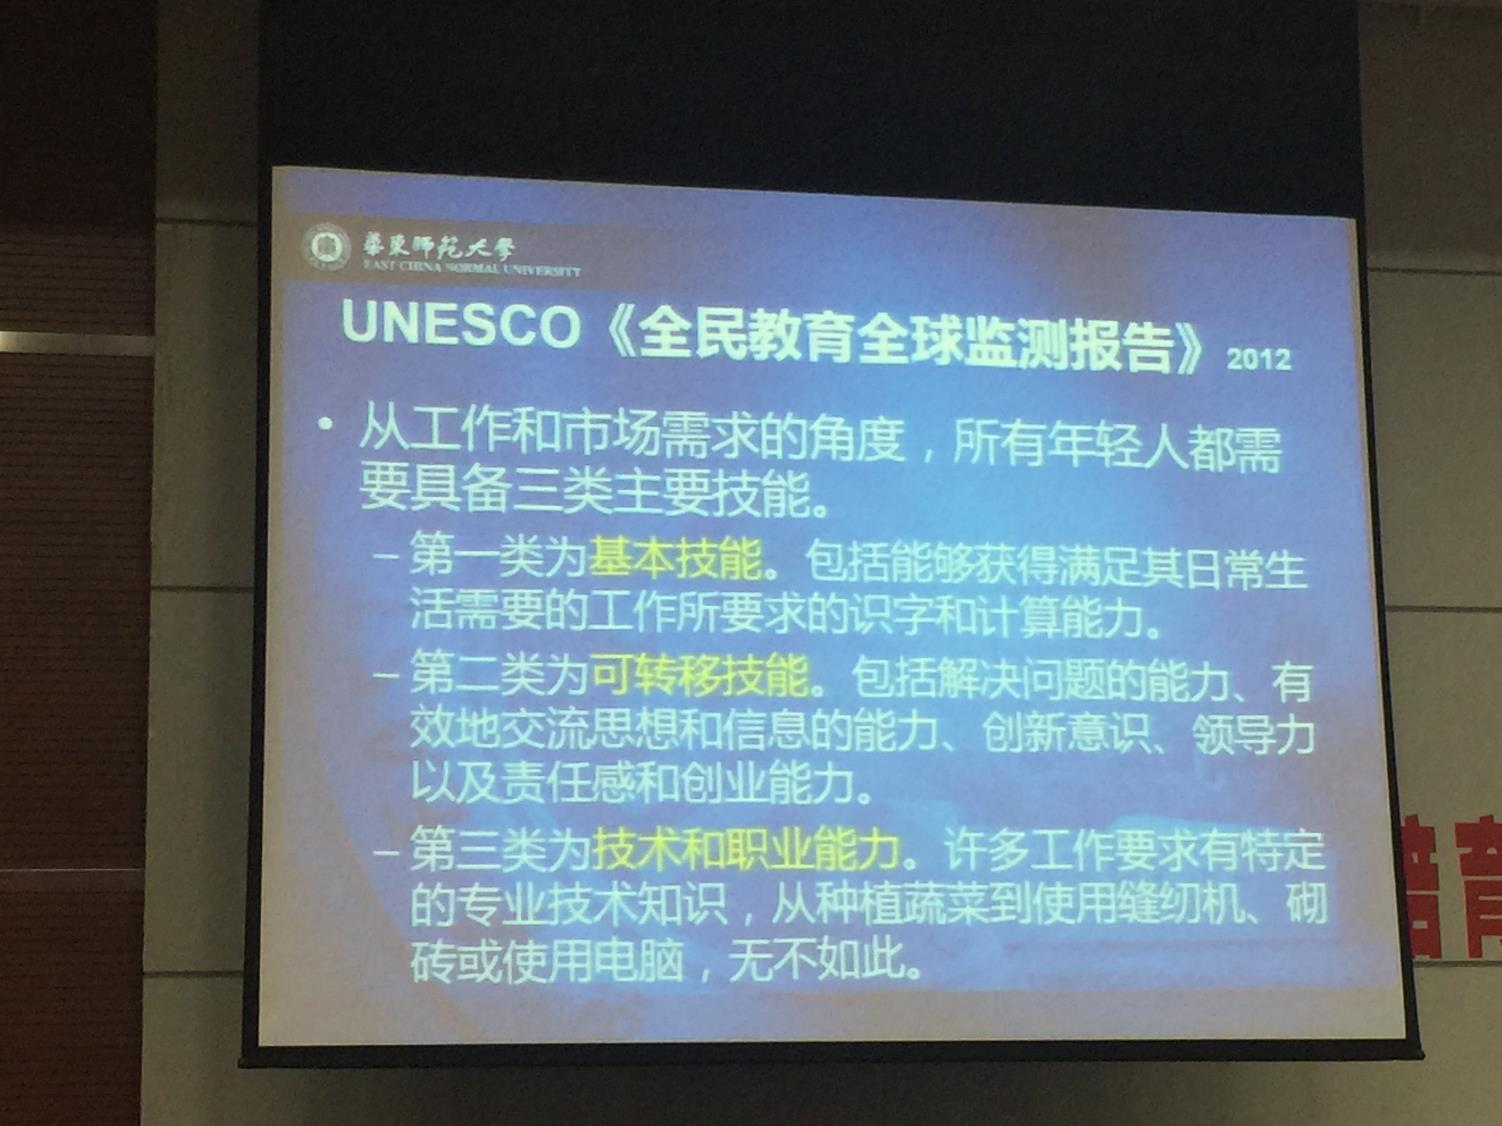 華東師範大學
EAST CHINA NORMAL UNIVERSITY
UNESCO《全民教育全球监测报告》2012
• 从工作和市场需求的角度，所有年轻人都需
要具备三类主要技能。
– 第一类为基本技能。包括能够获得满足其日常生
活需要的工作所要求的识字和计算能力。
– 第二类为可转移技能。包括解决问题的能力、有
效地交流思想和信息的能力、创新意识、领导力
以及责任感和创业能力。
– 第三类为技术和职业能力。许多工作要求有特定
的专业技术知识，从种植蔬菜到使用缝纫机、砌
砖或使用电脑，无不如此。
育